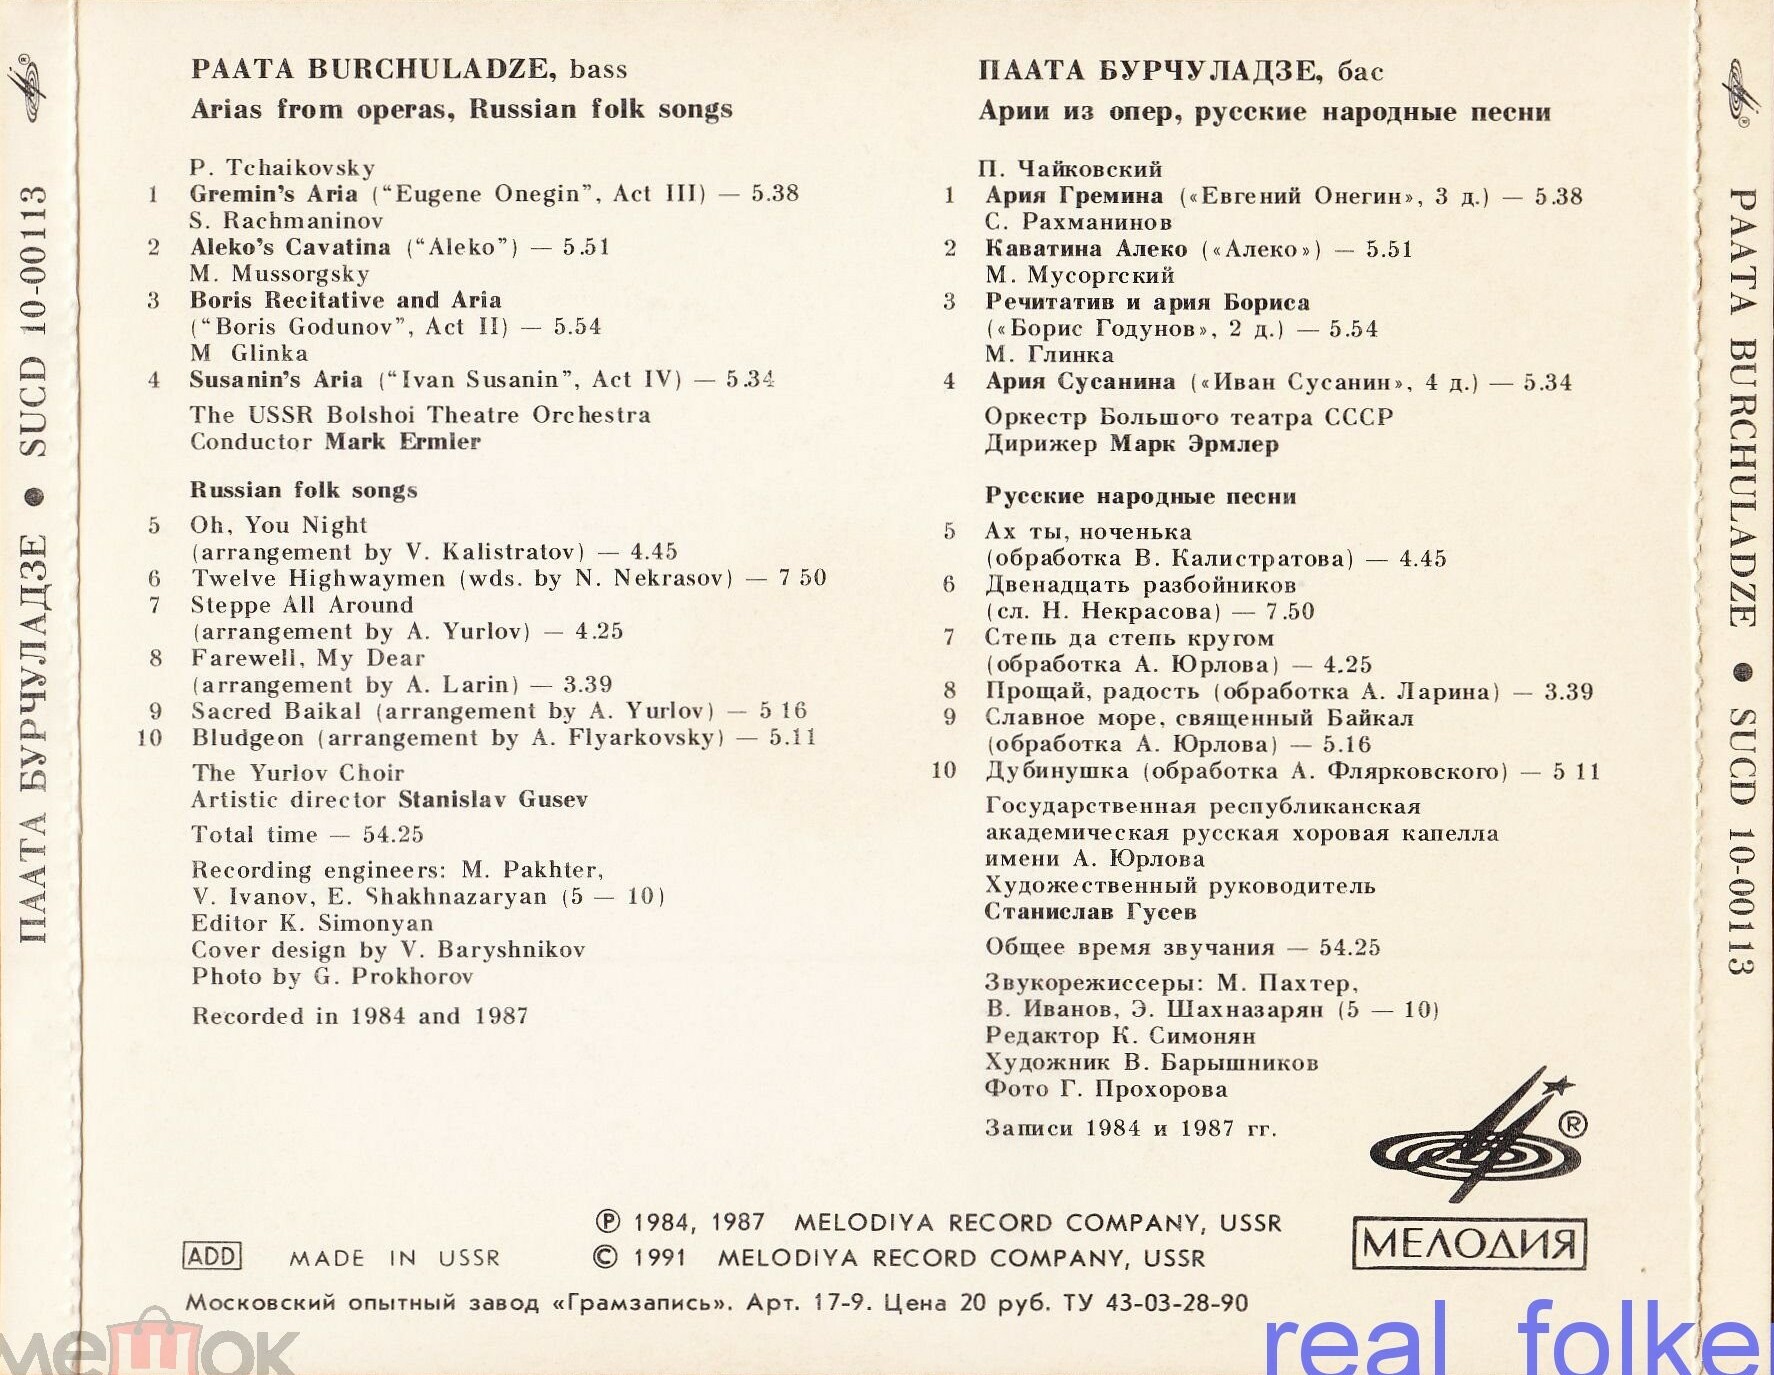 PAATA BURCHULADZE, bass
Arias from operas, Russian folk songs
P. Tchaikovsky
1 Gremin's Aria ("Eugene Onegin", Act III) — 5.38
S. Rachmaninov
2 Aleko's Cavatina ("Aleko") — 5.51
M. Mussorgsky
3 Boris Recitative and Aria
("Boris Godunov", Act II) — 5.54
M Glinka
4 Susanin's Aria ("Ivan Susanin", Act IV) — 5.34
The USSR Bolshoi Theatre Orchestra
Conductor Mark Ermler
Russian folk songs
5 Oh, You Night
(arrangement by V. Kalistratov) — 4.45
6 Twelve Highwaymen (wds. by N. Nekrasov) — 7 50
7 Steppe All Around
(arrangement by A. Yurlov) — 4.25
8 Farewell, My Dear
(arrangement by A. Larin) — 3.39
9 Sacred Baikal (arrangement by A. Yurlov) — 5 16
10 Bludgeon (arrangement by A. Flyarkovsky) — 5.11
The Yurlov Choir
Artistic director Stanislav Gusev
Total time — 54.25
Recording engineers: M. Pakhter,
V. Ivanov, E. Shakhnazaryan (5 — 10)
Editor K. Simonyan
Cover design by V. Baryshnikov
Photo by G. Prokhorov
Recorded in 1984 and 1987
ПААТА БУРЧУЛАДЗЕ, бас
Арии из опер, русские народные песни
П. Чайковский
1 Ария Гремина («Евгений Онегин», 3 д.) — 5.38
С. Рахманинов
2 Каватина Алеко («Алеко») — 5.51
М. Мусоргский
3 Речитатив и ария Бориса
(«Борис Годунов», 2 д.) — 5.54
М. Глинка
4 Ария Сусанина («Иван Сусанин», 4 д.) — 5.34
Оркестр Большого театра СССР
Дирижер Марк Эрмлер
Русские народные песни
5 Ах ты, ноченька
(обработка В. Калистратова) — 4.45
6 Двенадцать разбойников
(сл. Н. Некрасова) — 7.50
7 Степь да степь кругом
(обработка А. Юрлова) — 4.25
8 Прощай, радость (обработка А. Ларина) — 3.39
9 Славное море, священный Байкал
(обработка А. Юрлова) — 5.16
10 Дубинушка (обработка А. Флярковского) — 5 11
Государственная республиканская
академическая русская хоровая капелла
имени А. Юрлова
Художественный руководитель
Станислав Гусев
Общее время звучания — 54.25
Звукорежиссеры: М. Пахтер,
В. Иванов, Э. Шахназарян (5 — 10)
Редактор К. Симонян
Художник В. Барышников
Фото Г. Прохорова
Записи 1984 и 1987 гг.
®
МЕЛОДИЯ
℗ 1984, 1987 MELODIYA RECORD COMPANY, USSR
ADD MADE IN USSR © 1991 MELODIYA RECORD COMPANY, USSR
Московский опытный завод «Грамзапись». Арт. 17-9. Цена 20 руб. ТУ 43-03-28-90
ПААТА БУРЧУЛАДЗЕ • SUCD 10-00113
PAATA BURCHULADZE • SUCD 10-00113
мешок
real folke